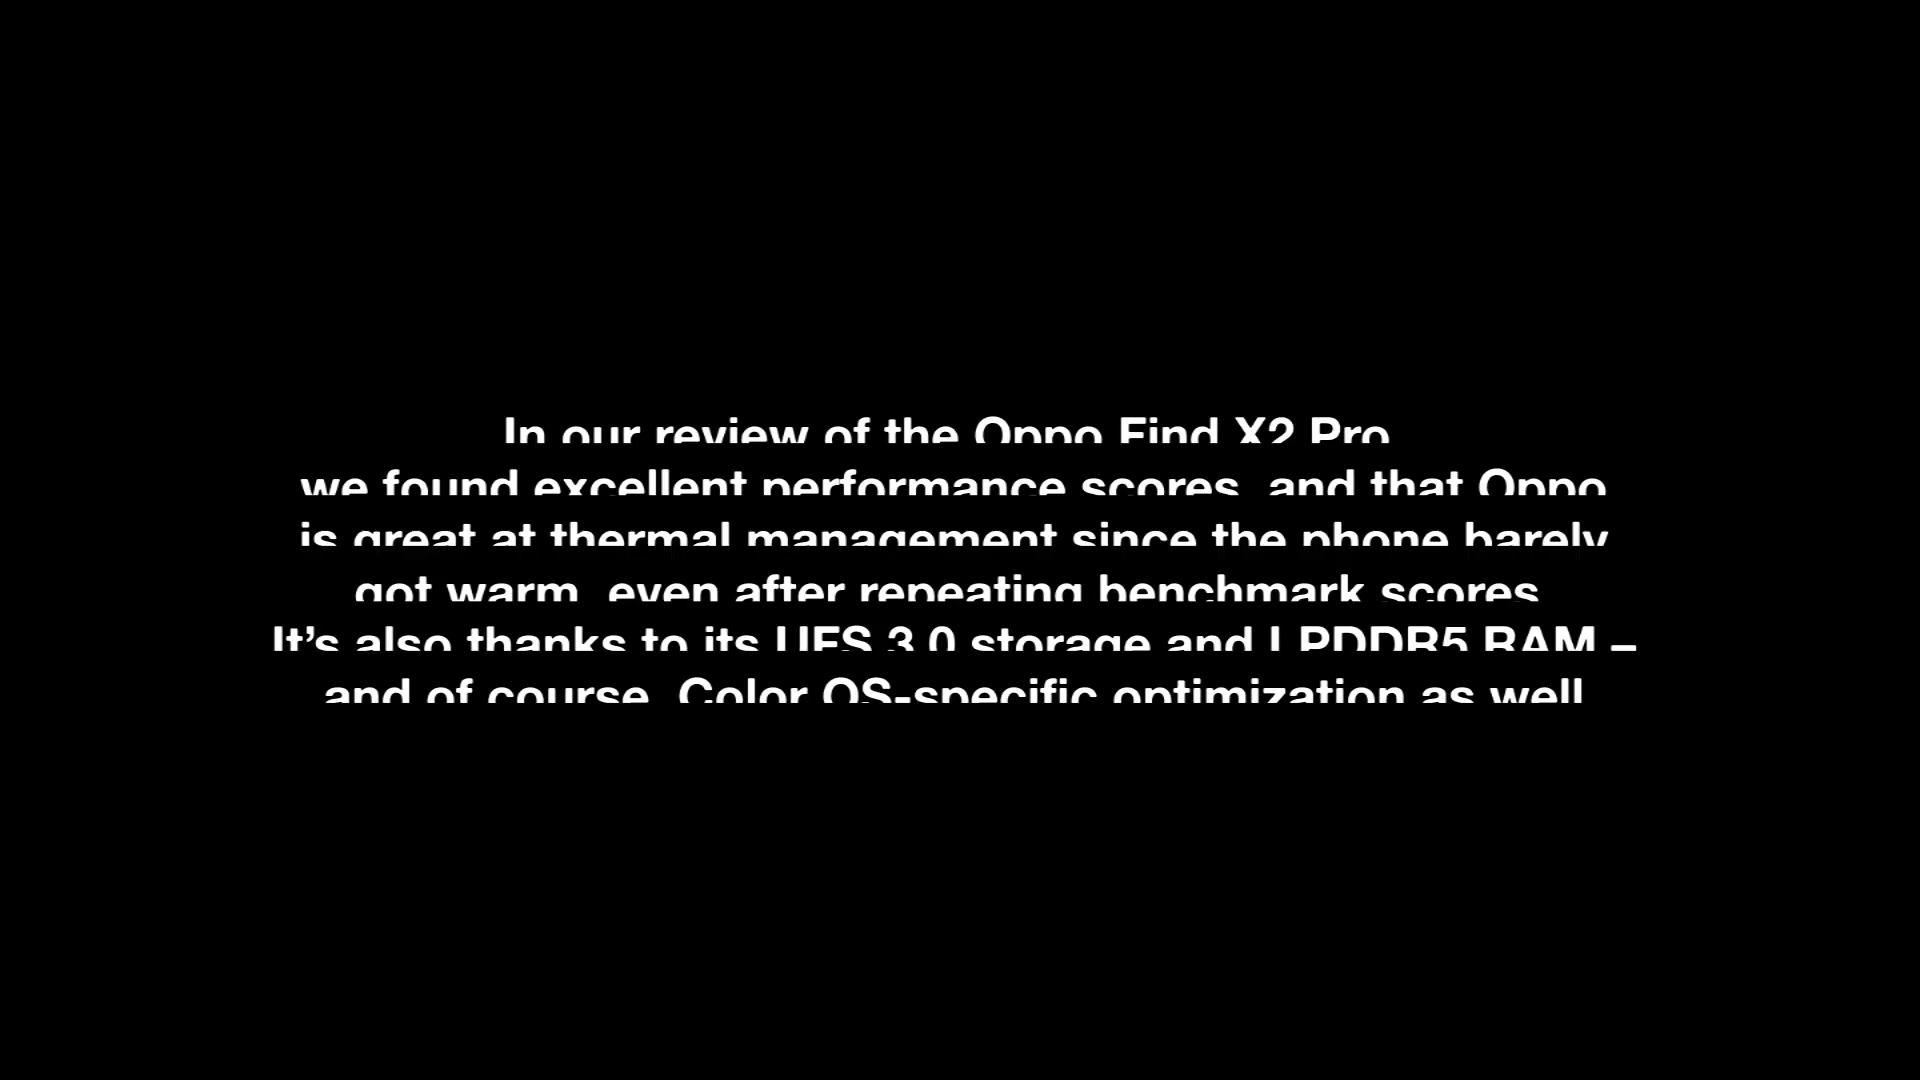 In our review of the Oppo Find X2 Pro
we found excellent performance scores, and that Oppo
is great at thermal management since the phone barely
got warm, even after repeating benchmark scores
It’s also thanks to its UFS 3.0 storage and LPDDR5 RAM –
and of course, Color OS-specific optimization as well